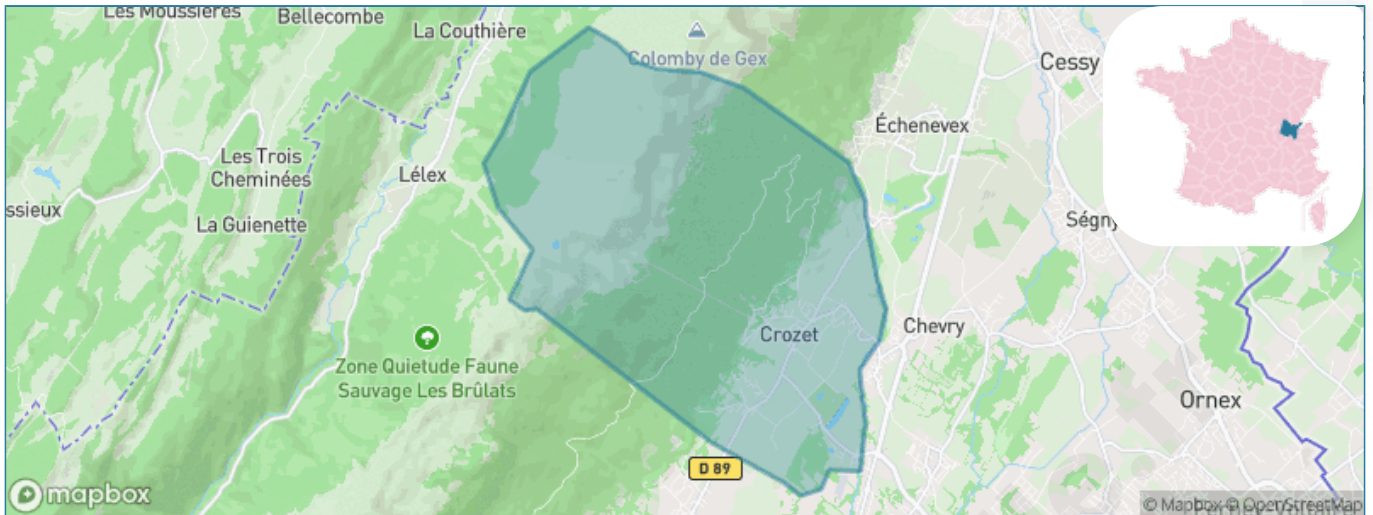 Les Moussières
Bellecombe
La Couthière
Colomby de Gex
Cessy
Échenevex
Les Trois
Cheminées
Lélex
ssieux
La Guienette
Ségny
Crozet
Chevry
Zone Quietude Faune
Sauvage Les Brûlats
Ornex
D 89
mapbox
© Mapbox © OpenStreetMap